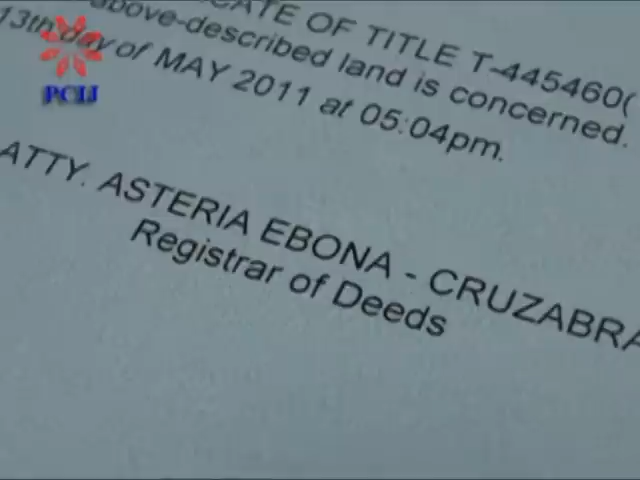 CATE OF TITLE T-445460(
above-described land is concerned.
13th day of MAY 2011 at 05:04pm.
PCIJ
ATTY. ASTERIA EBONA - CRUZABRA
Registrar of Deeds